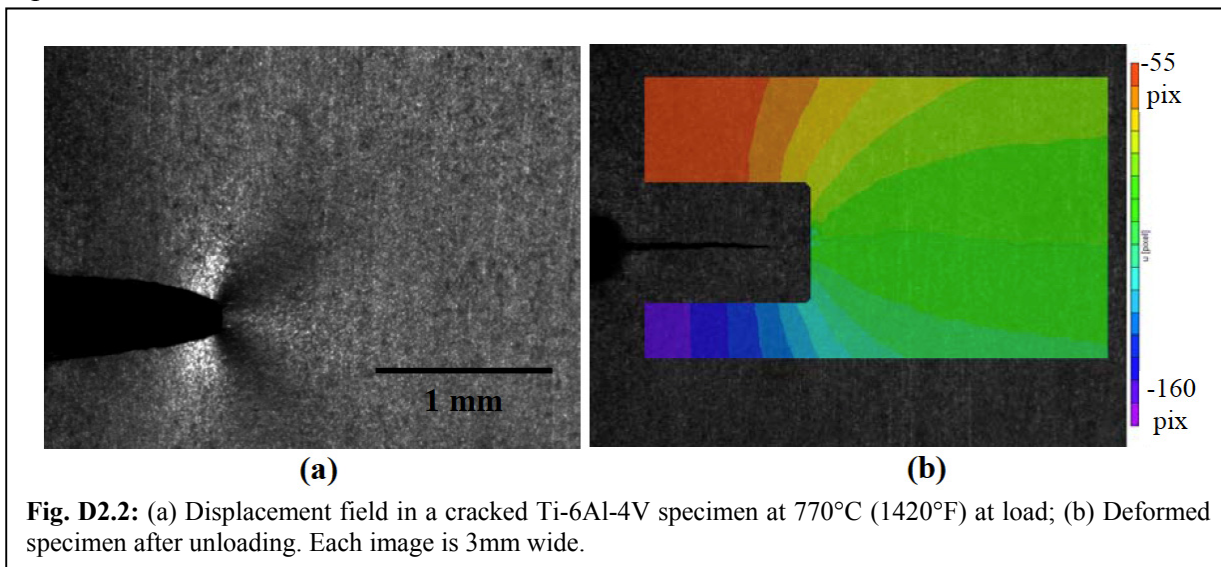 -55
pix
1 mm
-160
pix
(a)
(b)
Fig. D2.2: (a) Displacement field in a cracked Ti-6Al-4V specimen at 770°C (1420°F) at load; (b) Deformed
specimen after unloading. Each image is 3mm wide.